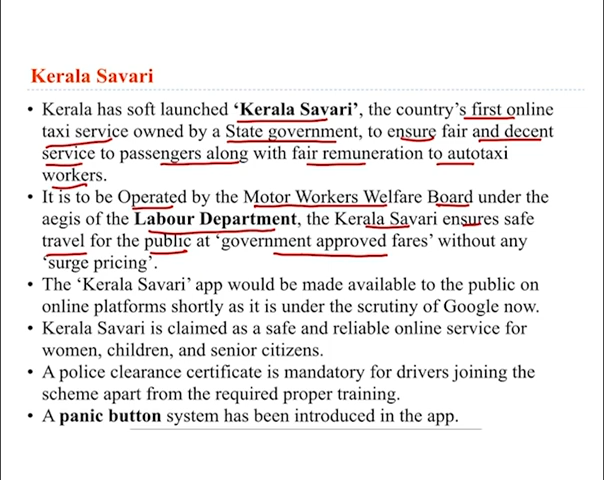 Kerala Savari
• Kerala has soft launched ‘Kerala Savari’, the country’s first online
taxi service owned by a State government, to ensure fair and decent
service to passengers along with fair remuneration to autotaxi
workers.
• It is to be Operated by the Motor Workers Welfare Board under the
aegis of the Labour Department, the Kerala Savari ensures safe
travel for the public at ‘government approved fares’ without any
‘surge pricing’.
• The ‘Kerala Savari’ app would be made available to the public on
online platforms shortly as it is under the scrutiny of Google now.
• Kerala Savari is claimed as a safe and reliable online service for
women, children, and senior citizens.
• A police clearance certificate is mandatory for drivers joining the
scheme apart from the required proper training.
• A panic button system has been introduced in the app.